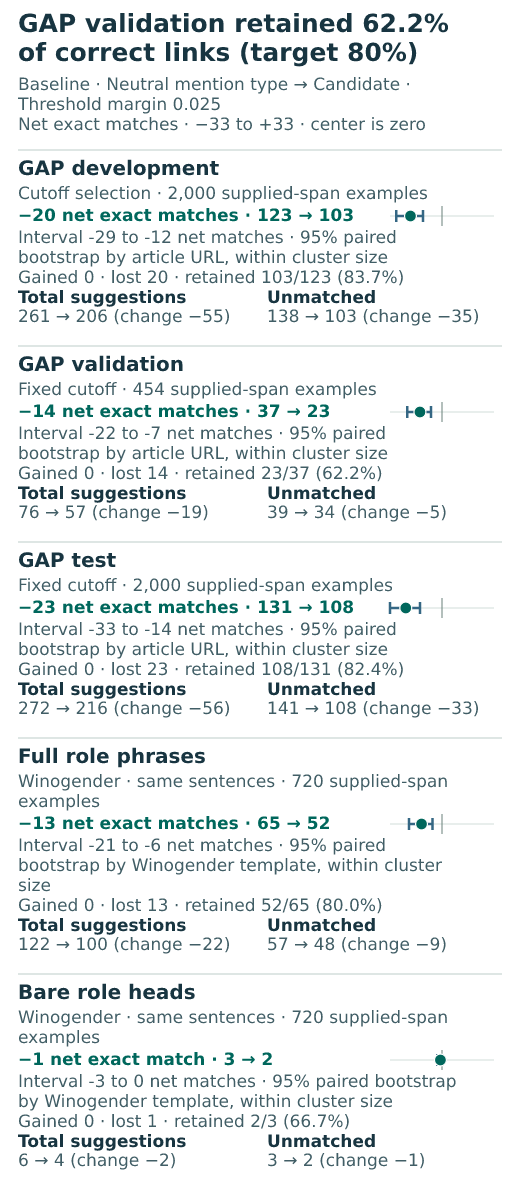 GAP validation retained 62.2%
of correct links (target 80%)
Baseline · Neutral mention type → Candidate ·
Threshold margin 0.025
Net exact matches · −33 to +33 · center is zero
GAP development
Cutoff selection · 2,000 supplied-span examples
−20 net exact matches · 123 → 103
Interval -29 to -12 net matches · 95% paired
bootstrap by article URL, within cluster size
Gained 0 · lost 20 · retained 103/123 (83.7%)
Total suggestions Unmatched
261 → 206 (change −55) 138 → 103 (change −35)
GAP validation
Fixed cutoff · 454 supplied-span examples
−14 net exact matches · 37 → 23
Interval -22 to -7 net matches · 95% paired
bootstrap by article URL, within cluster size
Gained 0 · lost 14 · retained 23/37 (62.2%)
Total suggestions Unmatched
76 → 57 (change −19) 39 → 34 (change −5)
GAP test
Fixed cutoff · 2,000 supplied-span examples
−23 net exact matches · 131 → 108
Interval -33 to -14 net matches · 95% paired
bootstrap by article URL, within cluster size
Gained 0 · lost 23 · retained 108/131 (82.4%)
Total suggestions Unmatched
272 → 216 (change −56) 141 → 108 (change −33)
Full role phrases
Winogender · same sentences · 720 supplied-span
examples
−13 net exact matches · 65 → 52
Interval -21 to -6 net matches · 95% paired
bootstrap by Winogender template, within cluster
size
Gained 0 · lost 13 · retained 52/65 (80.0%)
Total suggestions Unmatched
122 → 100 (change −22) 57 → 48 (change −9)
Bare role heads
Winogender · same sentences · 720 supplied-span
examples
−1 net exact match · 3 → 2
Interval -3 to 0 net matches · 95% paired bootstrap
by Winogender template, within cluster size
Gained 0 · lost 1 · retained 2/3 (66.7%)
Total suggestions Unmatched
6 → 4 (change −2) 3 → 2 (change −1)